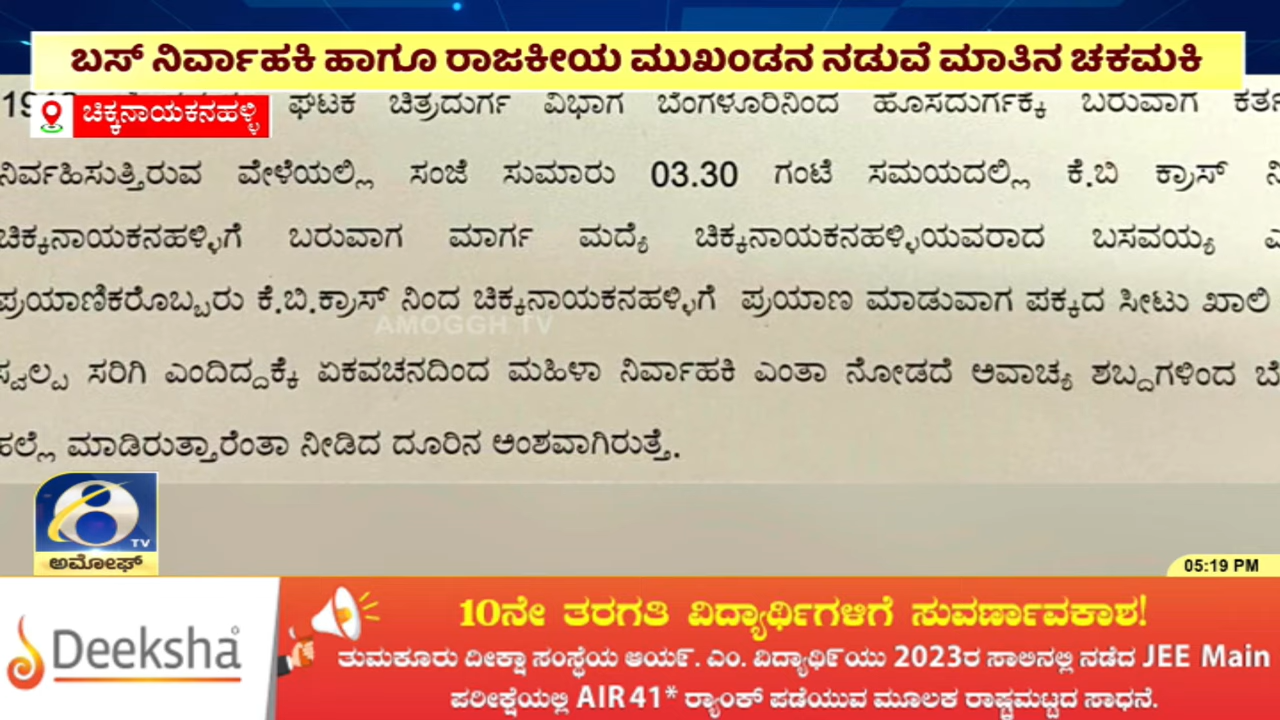 ಬಸ್ ನಿರ್ವಾಹಕಿ ಹಾಗೂ ರಾಜಕೀಯ ಮುಖಂಡನ ನಡುವೆ ಮಾತಿನ ಚಕಮಕಿ
ಚಿಕ್ಕನಾಯಕನಹಳ್ಳಿ
ಘಟಕ ಚಿತ್ರದುರ್ಗ ವಿಭಾಗ ಬೆಂಗಳೂರಿನಿಂದ ಹೊಸದುರ್ಗಕ್ಕೆ ಬರುವಾಗ
ನಿರ್ವಹಿಸುತ್ತಿರುವ ವೇಳೆಯಲ್ಲಿ ಸಂಜೆ ಸುಮಾರು 03.30 ಗಂಟೆ ಸಮಯದಲ್ಲಿ ಕೆ.ಬಿ ಕ್ರಾಸ್
ಚಿಕ್ಕನಾಯಕನಹಳ್ಳಿಗೆ ಬರುವಾಗ ಮಾರ್ಗ ಮದ್ಯೆ ಚಿಕ್ಕನಾಯಕನಹಳ್ಳಿಯವರಾದ ಬಸವಯ್ಯ
ಪ್ರಯಾಣಿಕರೊಬ್ಬರು ಕೆ.ಬಿ.ಕ್ರಾಸ್ ನಿಂದ ಚಿಕ್ಕನಾಯಕನಹಳ್ಳಿಗೆ ಪ್ರಯಾಣ ಮಾಡುವಾಗ ಪಕ್ಕದ ಸೀಟು ಖಾಲಿ
AMOGGH TV
ಸ್ವಲ್ಪ ಸರಿಗಿ ಎಂದಿದ್ದಕ್ಕೆ ಏಕವಚನದಿಂದ ಮಹಿಳಾ ನಿರ್ವಾಹಕಿ ಎಂತಾ ನೋಡದೆ ಅವಾಚ್ಯ ಶಬ್ದಗಳಿಂದ
ಹಲ್ಲೆ ಮಾಡಿರುತ್ತಾರೆಂತಾ ನೀಡಿದ ದೂರಿನ ಅಂಶವಾಗಿರುತ್ತೆ.
8 TV
ಅಮೋಘ್
05:19 PM
Deeksha
10ನೇ ತರಗತಿ ವಿದ್ಯಾರ್ಥಿಗಳಿಗೆ ಸುವರ್ಣಾವಕಾಶ!
ತುಮಕೂರು ದೀಕ್ಷಾ ಸಂಸ್ಥೆಯ ಆರ್ಯ. ಎಂ. ವಿದ್ಯಾರ್ಥಿಯು 2023ರ ಸಾಲಿನಲ್ಲಿ ನಡೆದ JEE Main
ಪರೀಕ್ಷೆಯಲ್ಲಿ AIR 41* ರ‍್ಯಾಂಕ್ ಪಡೆಯುವ ಮೂಲಕ ರಾಷ್ಟ್ರಮಟ್ಟದ ಸಾಧನೆ.